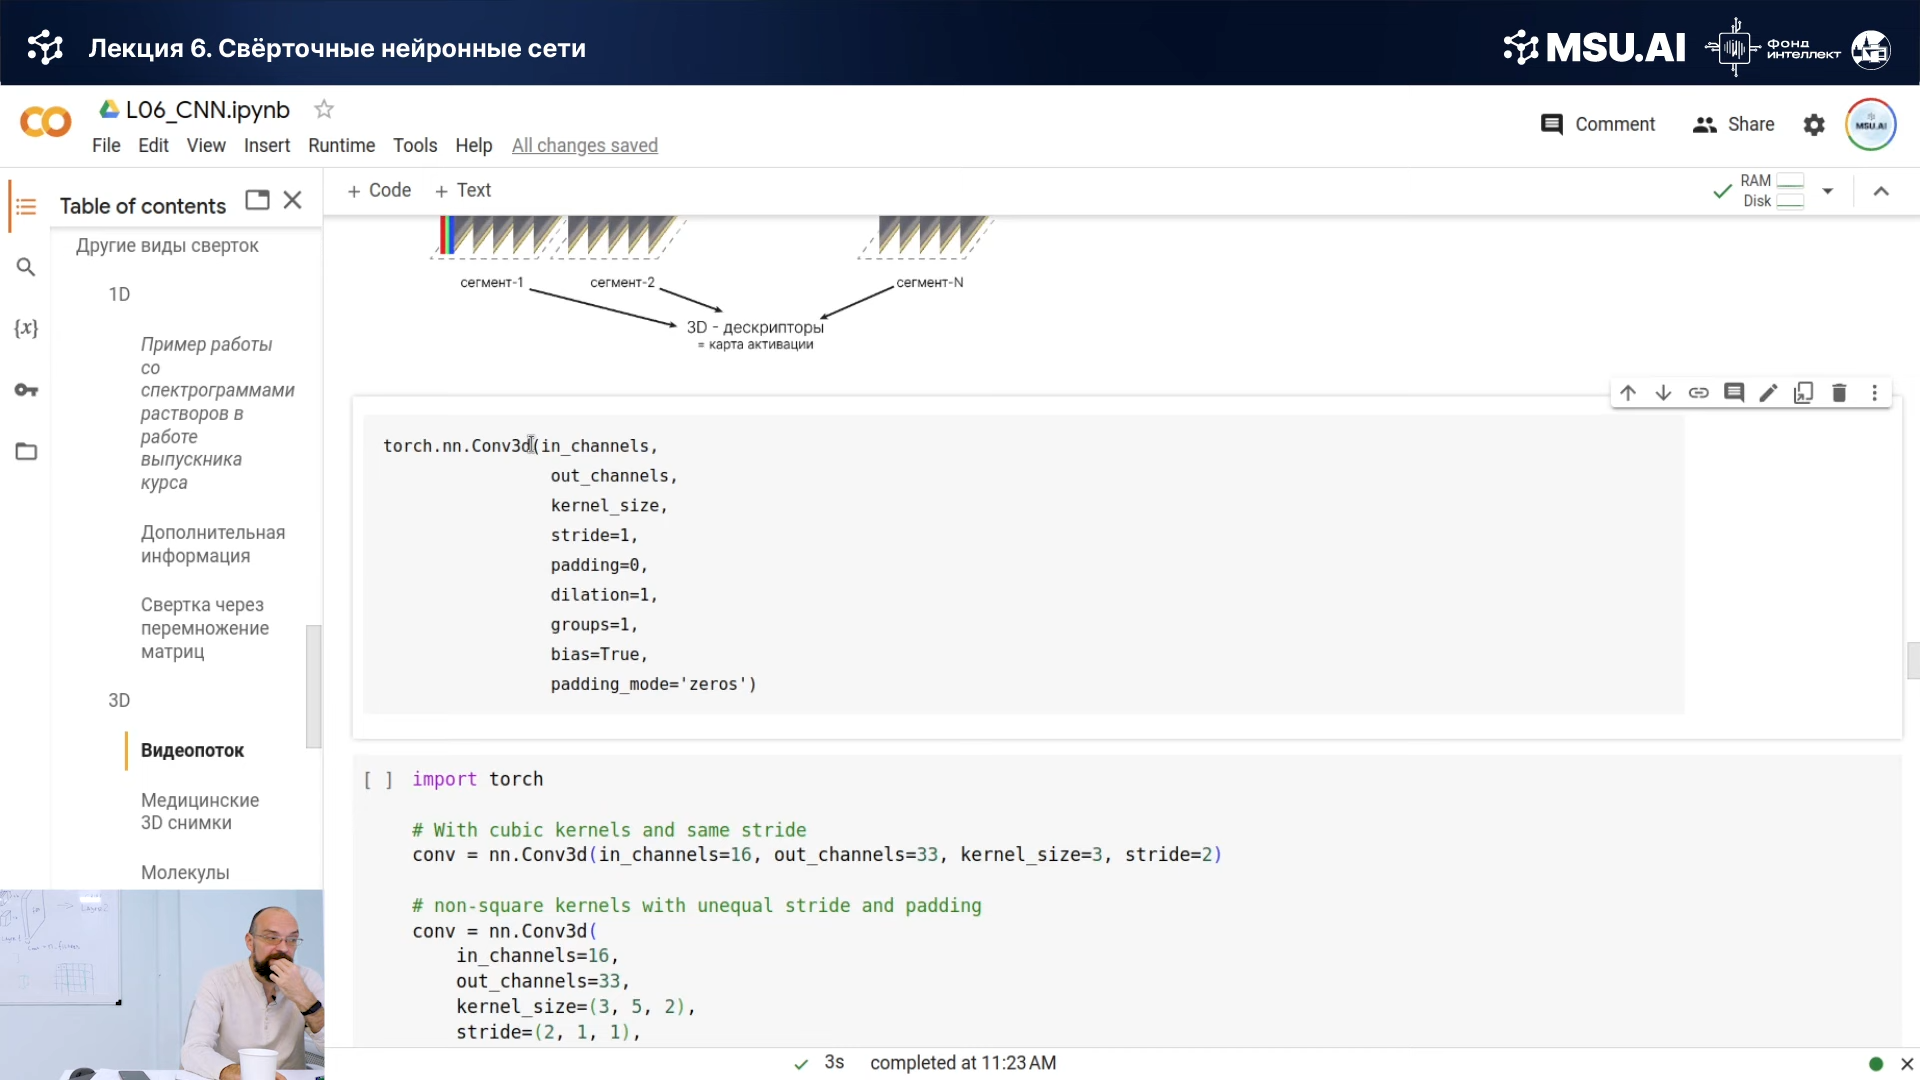 Лекция 6. Свёрточные нейронные сети
MSU.AI
ФОНД
ИНТЕЛЛЕКТ
L06_CNN.ipynb
File Edit View Insert Runtime Tools Help All changes saved
Comment
Share
MSU.AI
Table of contents
+ Code + Text
RAM
Disk
Другие виды сверток
1D
Пример работы
со
спектрограммами
растворов в
работе
выпускника
курса
Дополнительная
информация
Свертка через
перемножение
матриц
3D
Видеопоток
Медицинские
3D снимки
Молекулы
сегмент-1 сегмент-2 сегмент-N
3D - дескрипторы
= карта активации
torch.nn.Conv3d(in_channels,
out_channels,
kernel_size,
stride=1,
padding=0,
dilation=1,
groups=1,
bias=True,
padding_mode='zeros')
[ ] import torch
# With cubic kernels and same stride
conv = nn.Conv3d(in_channels=16, out_channels=33, kernel_size=3, stride=2)
# non-square kernels with unequal stride and padding
conv = nn.Conv3d(
in_channels=16,
out_channels=33,
kernel_size=(3, 5, 2),
stride=(2, 1, 1),
3s completed at 11:23 AM